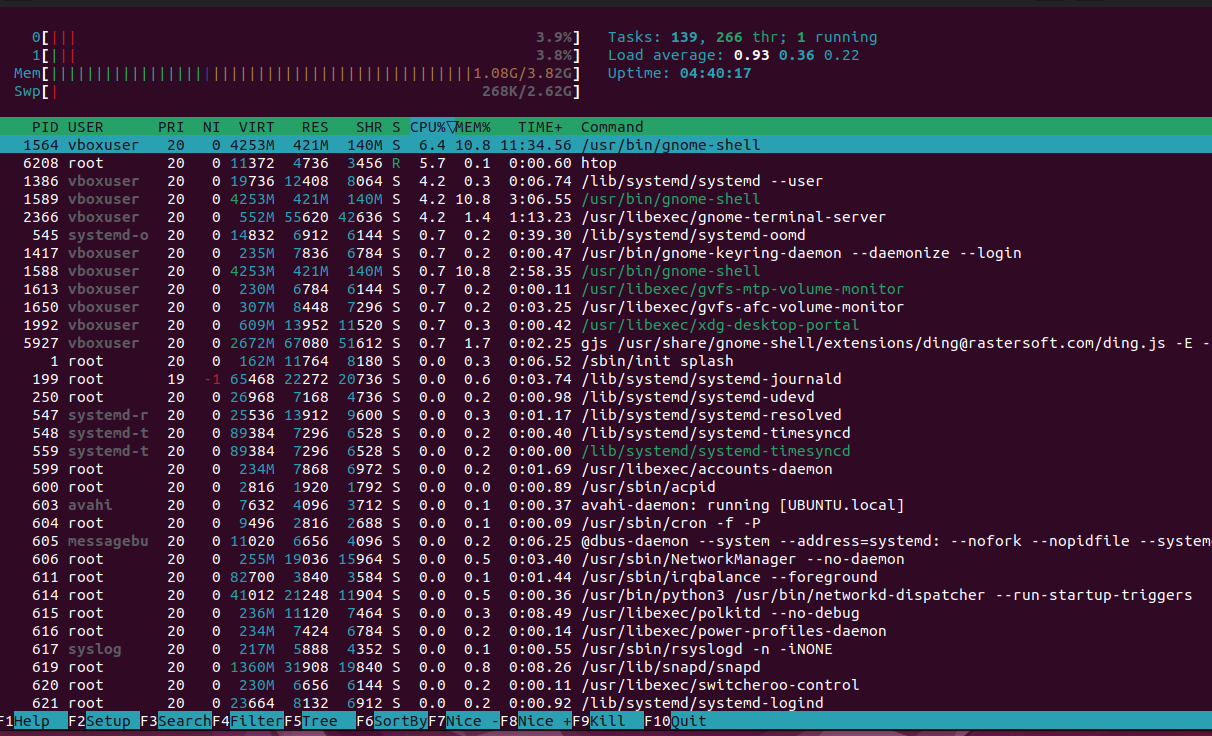 0[||| 3.9%] Tasks: 139, 266 thr; 1 running
1[||| 3.8%] Load average: 0.93 0.36 0.22
Mem[|||||||||||||||||||||||||||||||||||||||||||||||1.08G/3.82G] Uptime: 04:40:17
Swp[| 268K/2.62G]
PID USER PRI NI VIRT RES SHR S CPU%▽MEM% TIME+ Command
1564 vboxuser 20 0 4253M 421M 140M S 6.4 10.8 11:34.56 /usr/bin/gnome-shell
6208 root 20 0 11372 4736 3456 R 5.7 0.1 0:00.60 htop
1386 vboxuser 20 0 19736 12408 8064 S 4.2 0.3 0:06.74 /lib/systemd/systemd --user
1589 vboxuser 20 0 4253M 421M 140M S 4.2 10.8 3:06.55 /usr/bin/gnome-shell
2366 vboxuser 20 0 552M 55620 42636 S 4.2 1.4 1:13.23 /usr/libexec/gnome-terminal-server
545 systemd-o 20 0 14832 6912 6144 S 0.7 0.2 0:39.30 /lib/systemd/systemd-oomd
1417 vboxuser 20 0 235M 7836 6784 S 0.7 0.2 0:00.47 /usr/bin/gnome-keyring-daemon --daemonize --login
1588 vboxuser 20 0 4253M 421M 140M S 0.7 10.8 2:58.35 /usr/bin/gnome-shell
1613 vboxuser 20 0 230M 6784 6144 S 0.7 0.2 0:00.11 /usr/libexec/gvfs-mtp-volume-monitor
1650 vboxuser 20 0 307M 8448 7296 S 0.7 0.2 0:03.25 /usr/libexec/gvfs-afc-volume-monitor
1992 vboxuser 20 0 609M 13952 11520 S 0.7 0.3 0:00.42 /usr/libexec/xdg-desktop-portal
5927 vboxuser 20 0 2672M 67080 51612 S 0.7 1.7 0:02.25 gjs /usr/share/gnome-shell/extensions/ding@rastersoft.com/ding.js -E -
1 root 20 0 162M 11764 8180 S 0.0 0.3 0:06.52 /sbin/init splash
199 root 19 -1 65468 22272 20736 S 0.0 0.6 0:03.74 /lib/systemd/systemd-journald
250 root 20 0 26968 7168 4736 S 0.0 0.2 0:00.98 /lib/systemd/systemd-udevd
547 systemd-r 20 0 25536 13912 9600 S 0.0 0.3 0:01.17 /lib/systemd/systemd-resolved
548 systemd-t 20 0 89384 7296 6528 S 0.0 0.2 0:00.40 /lib/systemd/systemd-timesyncd
559 systemd-t 20 0 89384 7296 6528 S 0.0 0.2 0:00.00 /lib/systemd/systemd-timesyncd
599 root 20 0 234M 7868 6972 S 0.0 0.2 0:01.69 /usr/libexec/accounts-daemon
600 root 20 0 2816 1920 1792 S 0.0 0.0 0:00.89 /usr/sbin/acpid
603 avahi 20 0 7632 4096 3712 S 0.0 0.1 0:00.37 avahi-daemon: running [UBUNTU.local]
604 root 20 0 9496 2816 2688 S 0.0 0.1 0:00.09 /usr/sbin/cron -f -P
605 messagebu 20 0 11020 6656 4096 S 0.0 0.2 0:06.25 @dbus-daemon --system --address=systemd: --nofork --nopidfile --system
606 root 20 0 255M 19036 15964 S 0.0 0.5 0:03.40 /usr/sbin/NetworkManager --no-daemon
611 root 20 0 82700 3840 3584 S 0.0 0.1 0:01.44 /usr/sbin/irqbalance --foreground
614 root 20 0 41012 21248 11904 S 0.0 0.5 0:00.36 /usr/bin/python3 /usr/bin/networkd-dispatcher --run-startup-triggers
615 root 20 0 236M 11120 7464 S 0.0 0.3 0:08.49 /usr/libexec/polkitd --no-debug
616 root 20 0 234M 7424 6784 S 0.0 0.2 0:00.14 /usr/libexec/power-profiles-daemon
617 syslog 20 0 217M 5888 4352 S 0.0 0.1 0:00.55 /usr/sbin/rsyslogd -n -iNONE
619 root 20 0 1360M 31908 19840 S 0.0 0.8 0:08.26 /usr/lib/snapd/snapd
620 root 20 0 230M 6656 6144 S 0.0 0.2 0:00.11 /usr/libexec/switcheroo-control
621 root 20 0 23664 8132 6912 S 0.0 0.2 0:00.92 /lib/systemd/systemd-logind
F1Help F2Setup F3SearchF4FilterF5Tree F6SortByF7Nice -F8Nice +F9Kill F10Quit